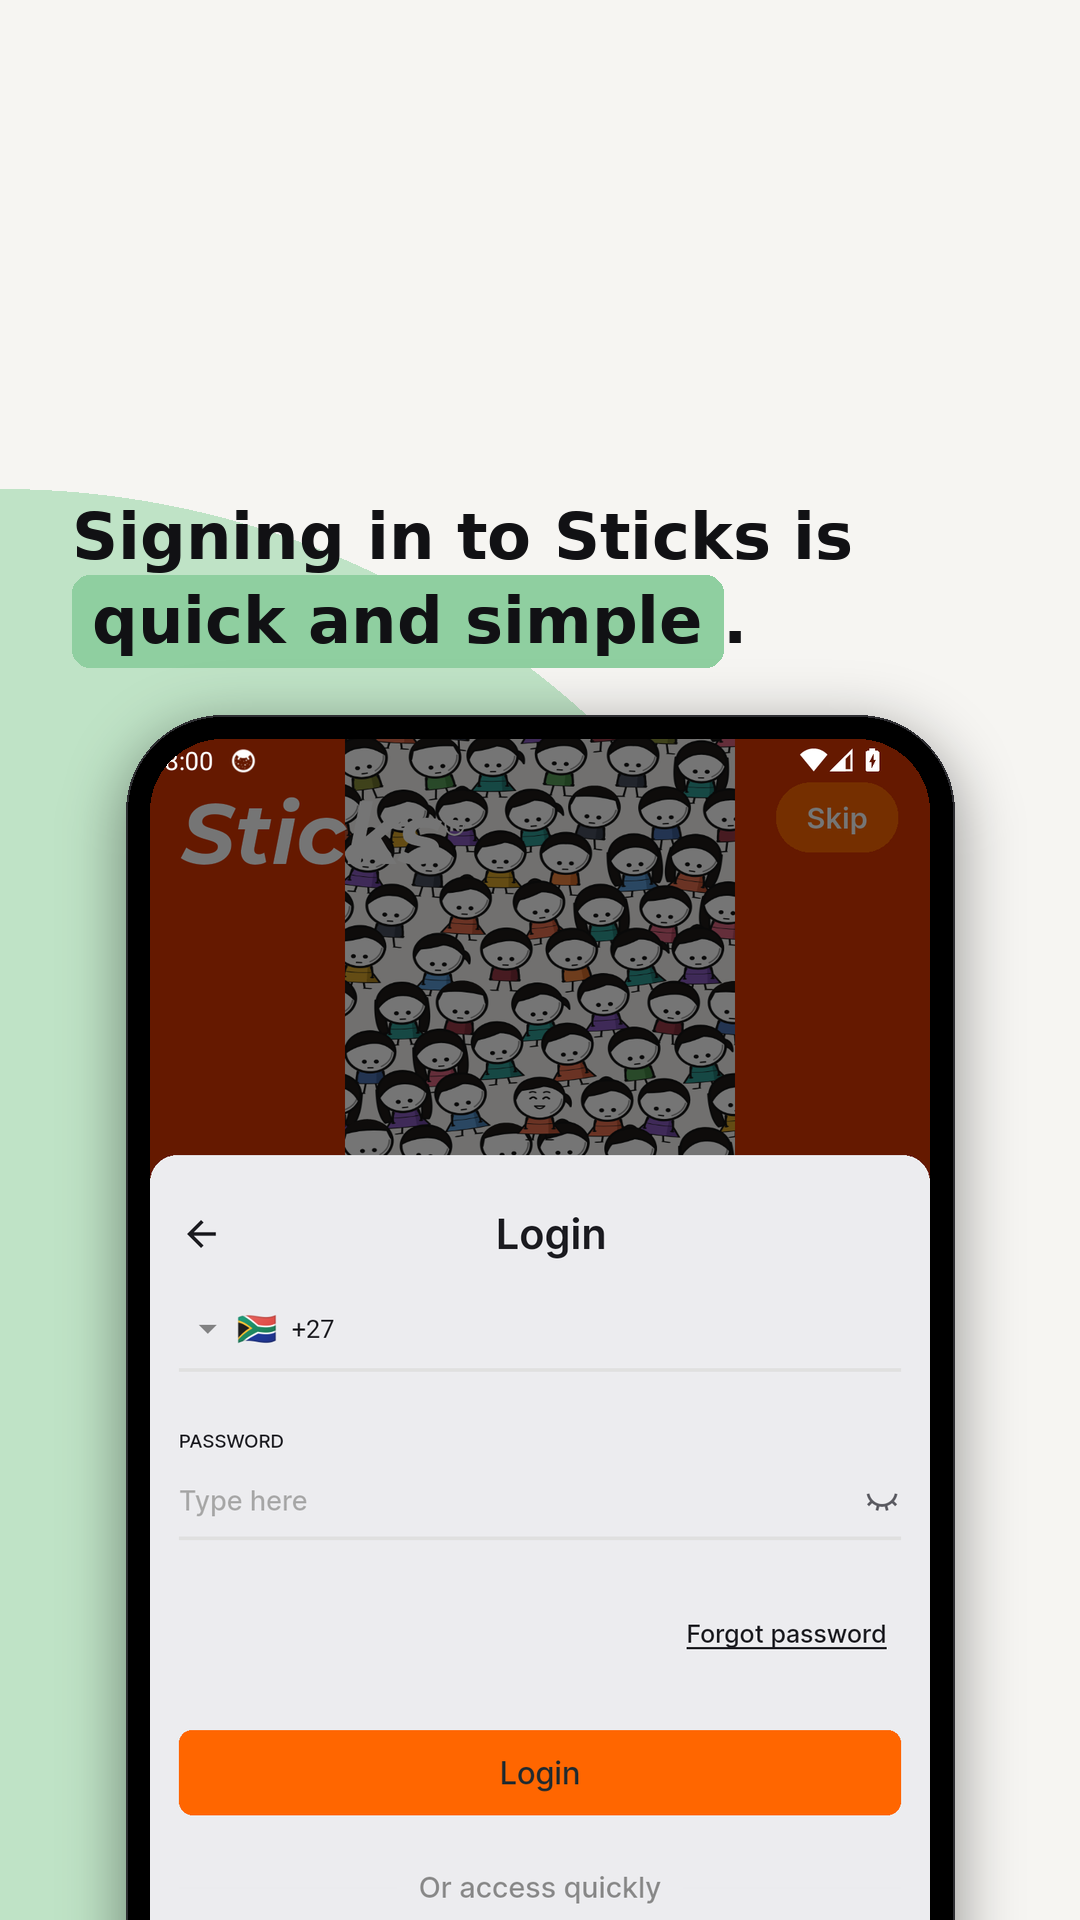 Signing in to Sticks is
quick and simple.
8:00
Sticks
Skip
Login
+27
PASSWORD
Type here
Forgot password
Login
Or access quickly